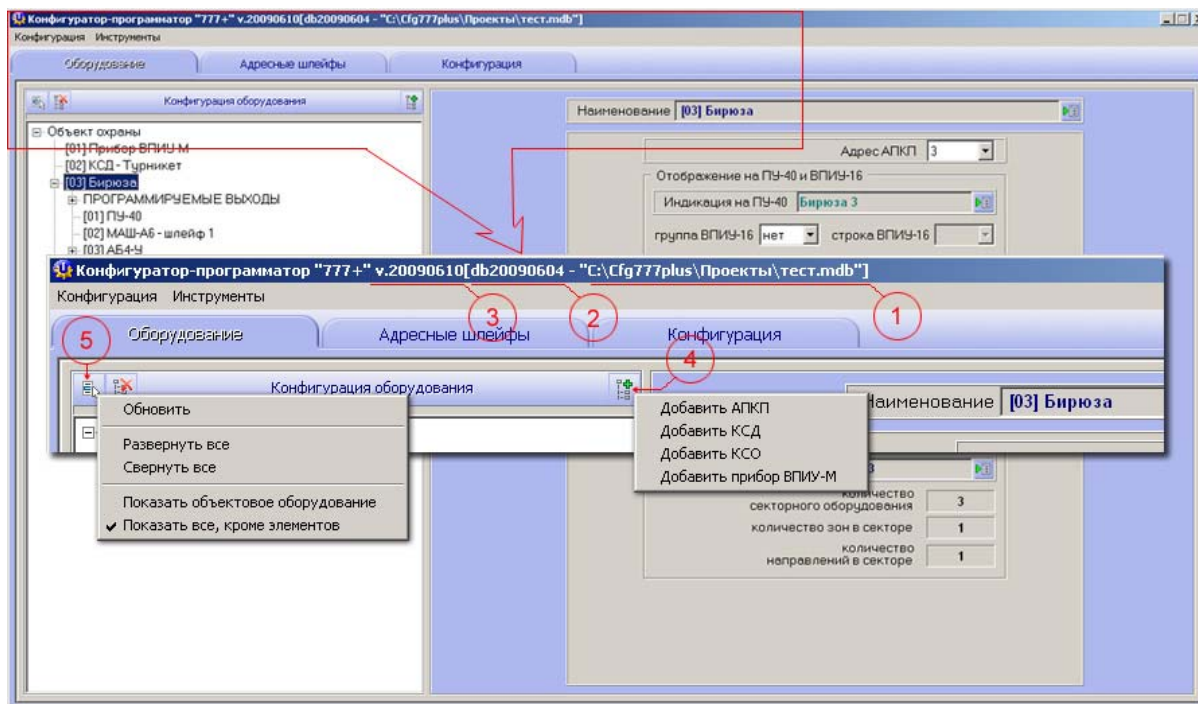 Конфигуратор-программатор "777+" v.20090610[db20090604 - "C:\Cfg777plus\Проекты\тест.mdb"]
Конфигурация Инструменты
Оборудование Адресные шлейфы Конфигурация
Конфигурация оборудования
Наименование [03] Бирюза
Объект охраны
[01] Прибор ВПИУ-М
[02] КСД - Турникет
[03] Бирюза
ПРОГРАММИРУЕМЫЕ ВЫХОДЫ
[01] ПУ-40
[02] МАШ-А6 - шлейф 1
[03] АБ4-У
Адрес АПКП 3
Отображение на ПУ-40 и ВПИУ-16
Индикация на ПУ-40 Бирюза 3
группа ВПИУ-16 нет строка ВПИУ-16
Конфигуратор-программатор "777+" v.20090610[db20090604 - "C:\Cfg777plus\Проекты\тест.mdb"]
Конфигурация Инструменты
3 2 1
Оборудование Адресные шлейфы Конфигурация
5 4
Конфигурация оборудования
Наименование [03] Бирюза
Обновить
Развернуть все
Свернуть все
Показать объектовое оборудование
Показать все, кроме элементов
Добавить АПКП
Добавить КСД
Добавить КСО
Добавить прибор ВПИУ-М
3
количество
секторного оборудования 3
количество зон в секторе 1
количество
направлений в секторе 1